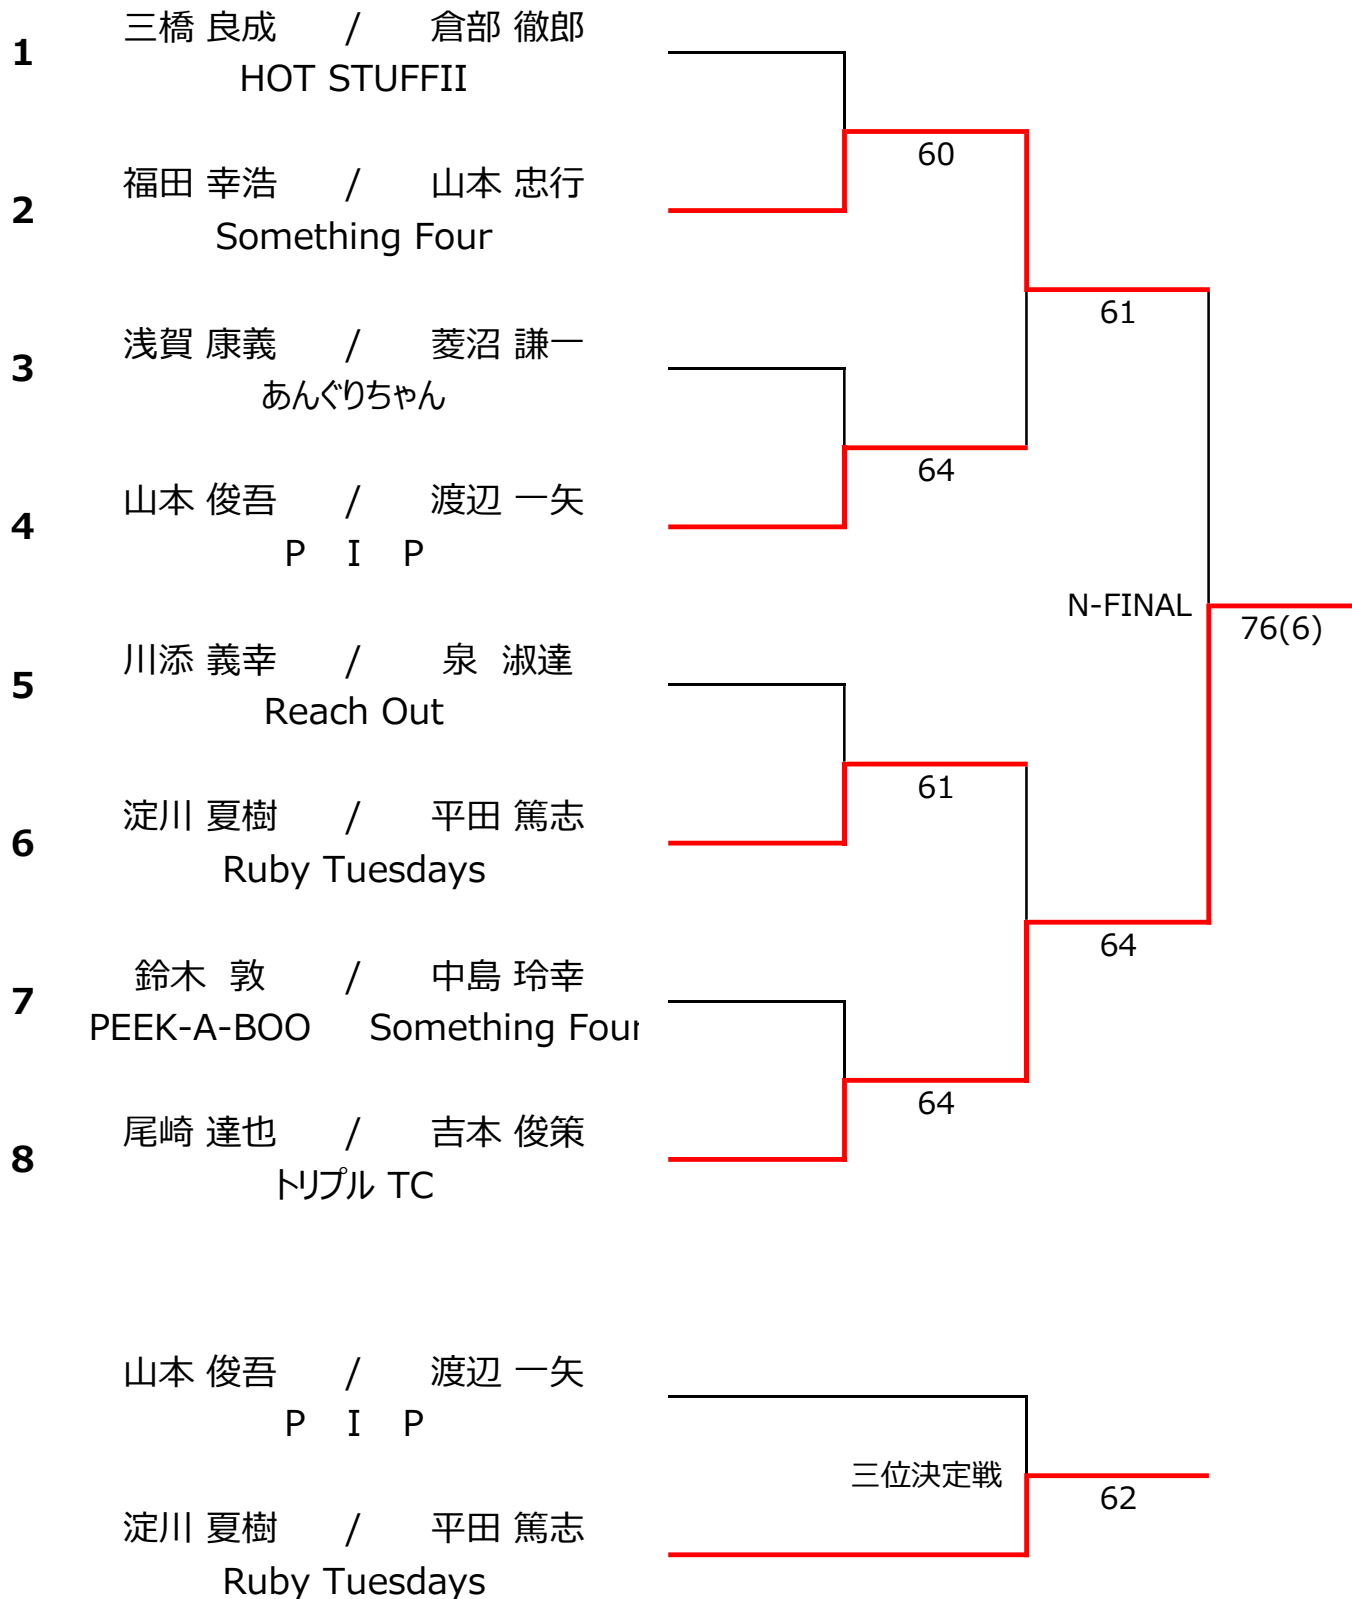 三橋 良成 / 倉部 徹郎
1
HOT STUFFII
60
福田 幸浩 / 山本 忠行
2
Something Four
61
浅賀 康義 / 菱沼 謙一
3
あんぐりちゃん
64
山本 俊吾 / 渡辺 一矢
4
P I P
N-FINAL
76(6)
川添 義幸 / 泉 淑達
5
Reach Out
61
淀川 夏樹 / 平田 篤志
6
Ruby Tuesdays
64
鈴木 敦 / 中島 玲幸
7
PEEK-A-BOO Something Four
64
尾崎 達也 / 吉本 俊策
8
トリプル TC
山本 俊吾 / 渡辺 一矢
P I P
三位決定戦
62
淀川 夏樹 / 平田 篤志
Ruby Tuesdays